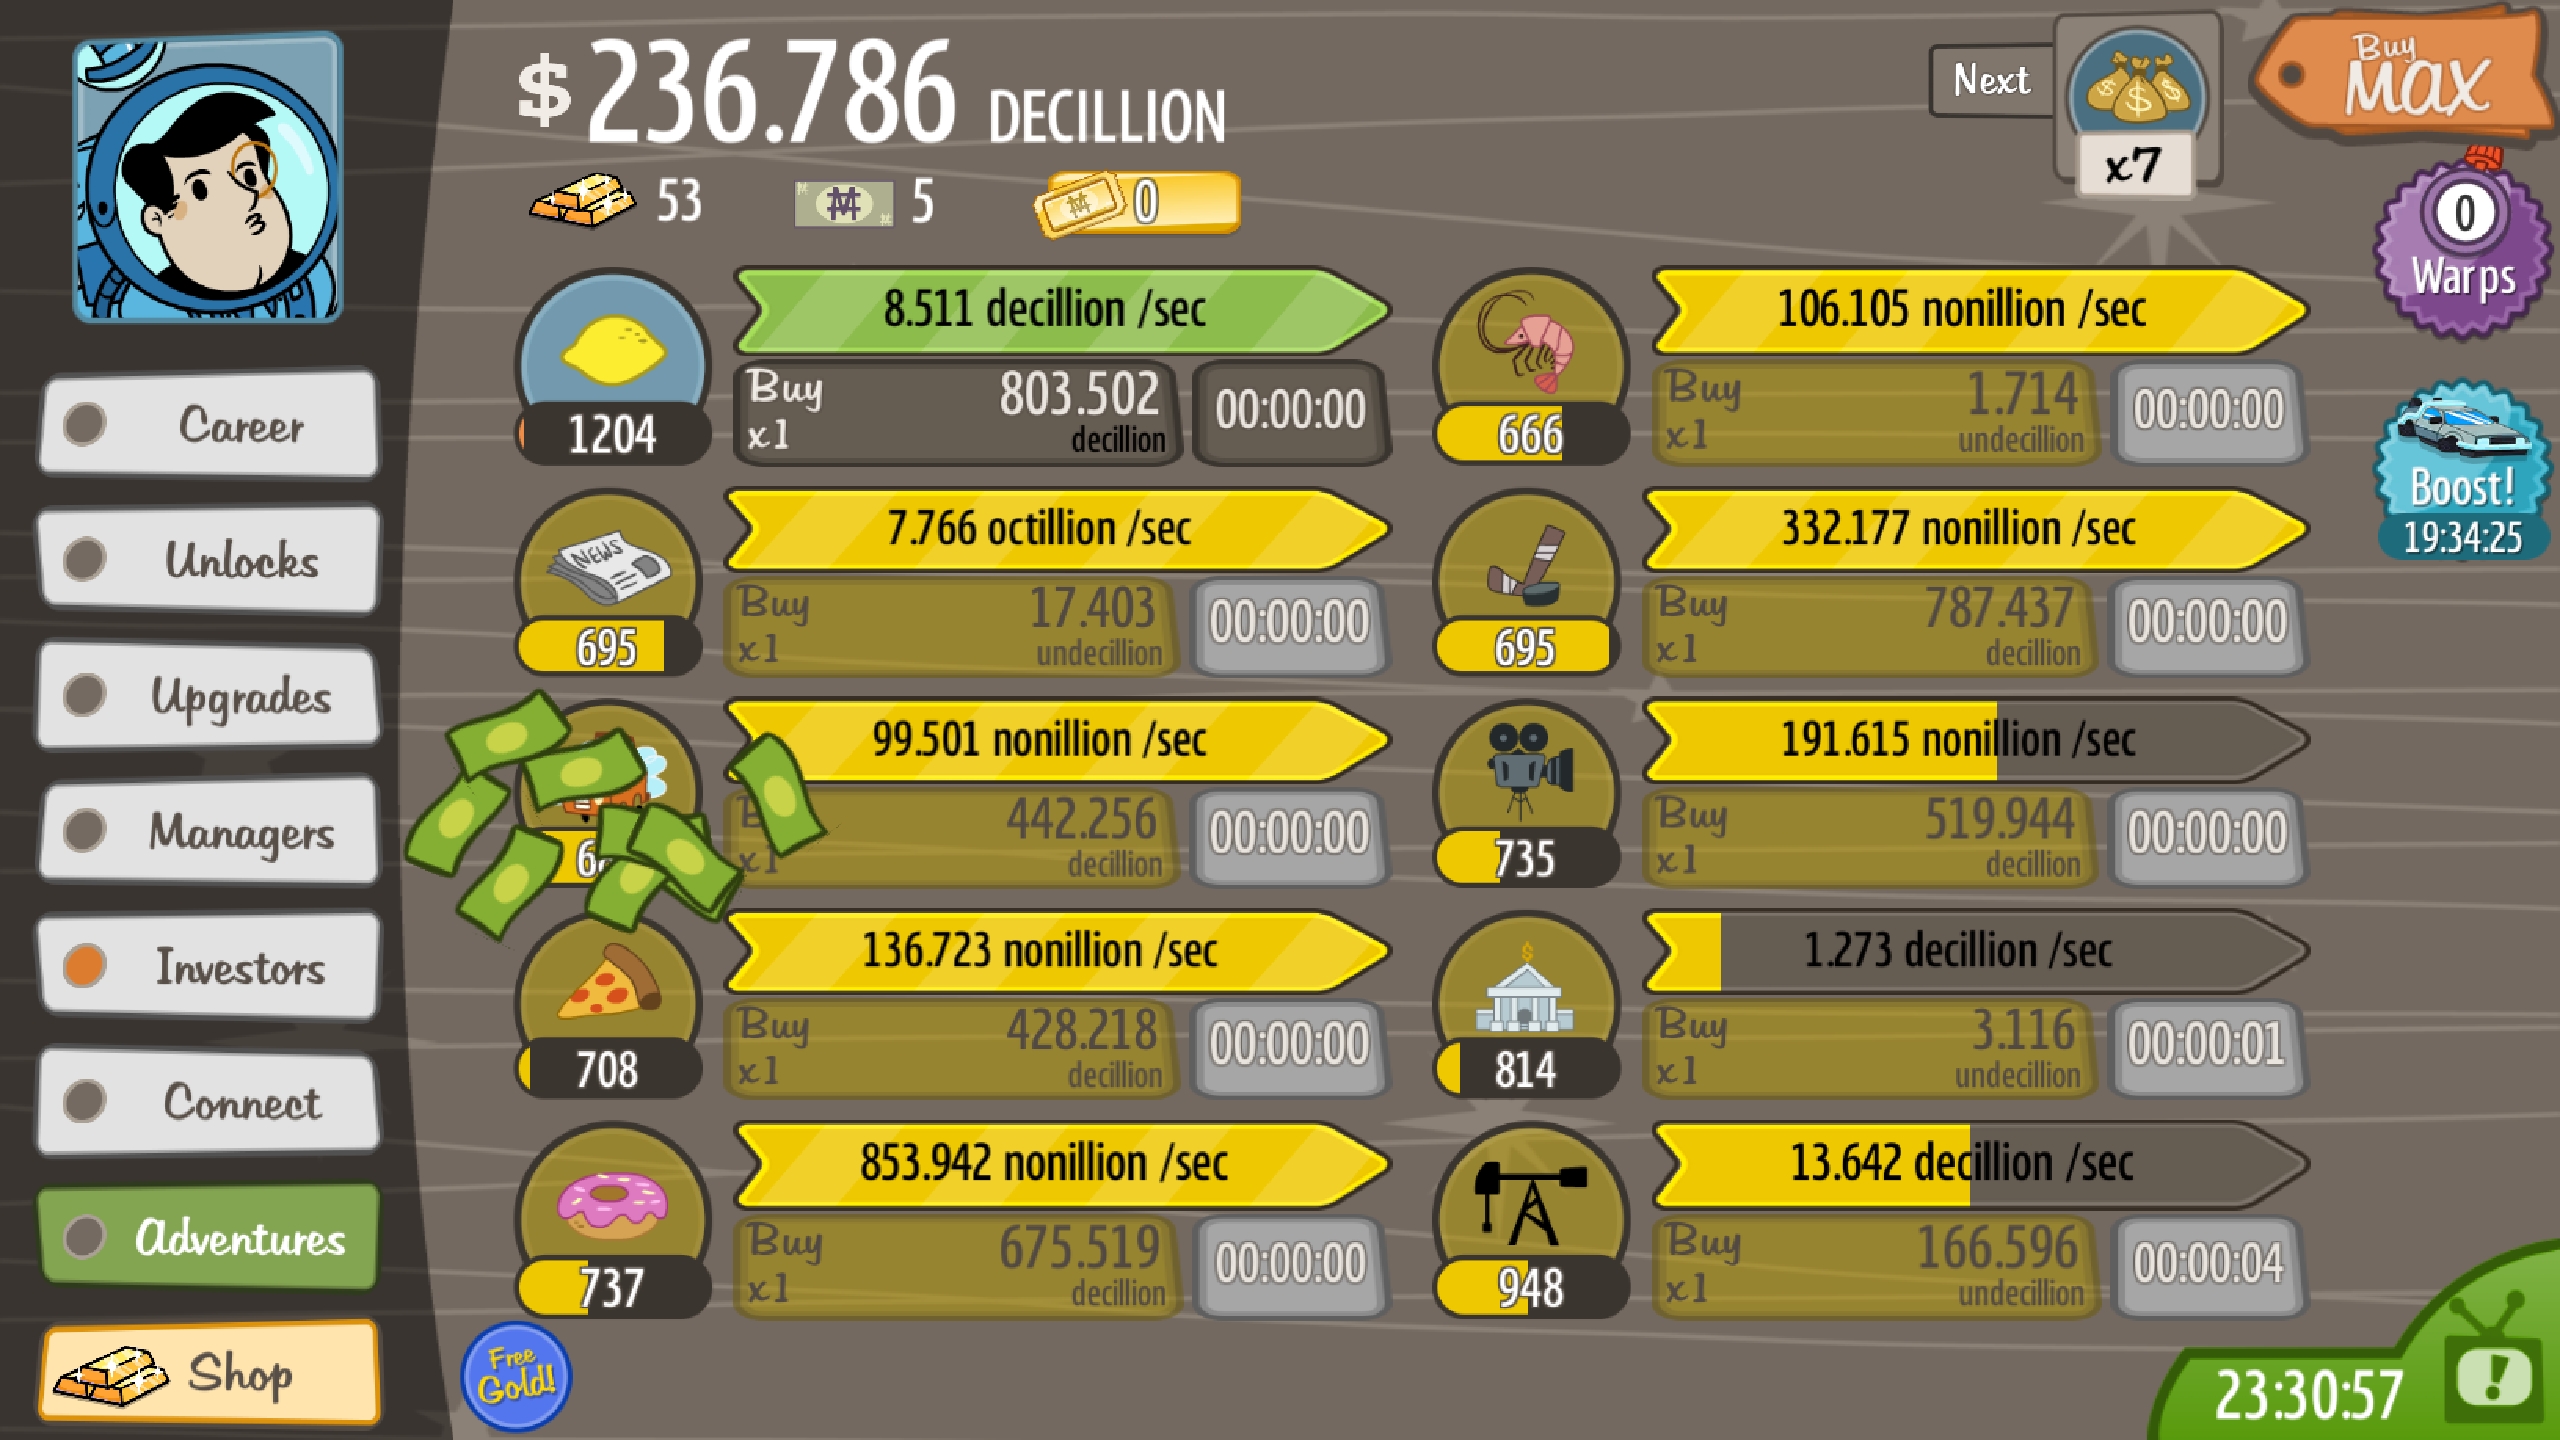 $236.786 DECILLION
53
5
0
Next
x7
Buy
MAX
0
Warps
Boost!
19:34:25
Career
Unlocks
Upgrades
Managers
Investors
Connect
Adventures
Shop
8.511 decillion /sec
1204
Buy
x1
803.502
decillion
00:00:00
106.105 nonillion /sec
666
Buy
x1
1.714
undecillion
00:00:00
NEWS
7.766 octillion /sec
695
Buy
x1
17.403
undecillion
00:00:00
332.177 nonillion /sec
695
Buy
x1
787.437
decillion
00:00:00
99.501 nonillion /sec
x1
442.256
decillion
00:00:00
191.615 nonillion /sec
735
Buy
x1
519.944
decillion
00:00:00
136.723 nonillion /sec
708
Buy
x1
428.218
decillion
00:00:00
1.273 decillion /sec
814
Buy
x1
3.116
undecillion
00:00:01
853.942 nonillion /sec
737
Buy
x1
675.519
decillion
00:00:00
13.642 decillion /sec
948
Buy
x1
166.596
undecillion
00:00:04
Free
Gold!
23:30:57